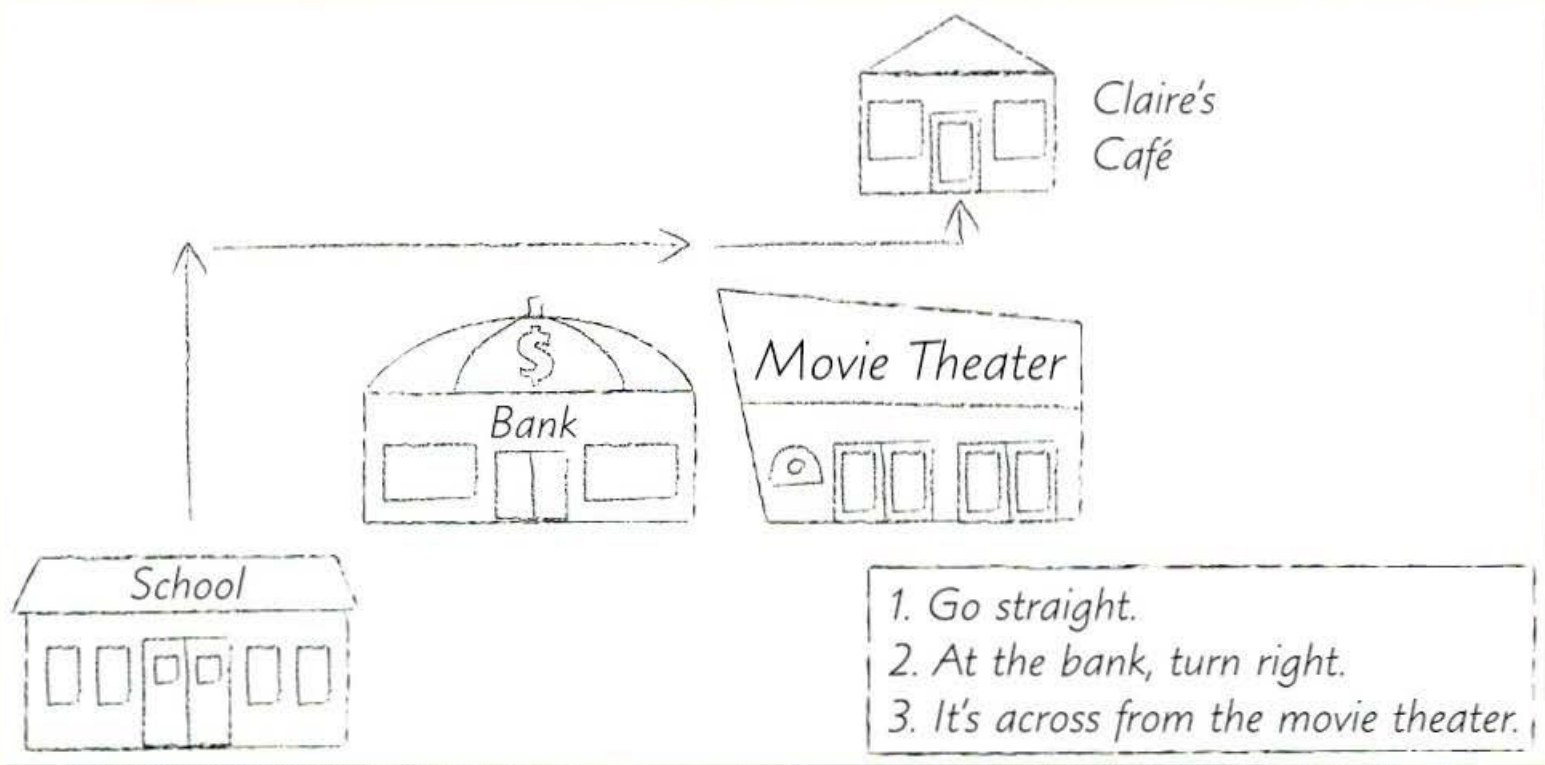 Claire's
Café
$
Movie Theater
Bank
School
1. Go straight.
2. At the bank, turn right.
3. It's across from the movie theater.